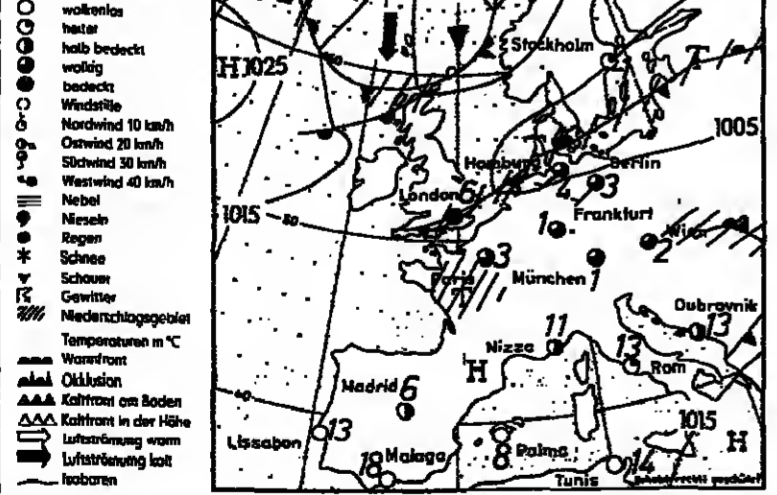 wolkenlos
heiter
halb bedeckt
wolkig
bedeckt
Windstille
Nordwind 10 km/h
Ostwind 20 km/h
Südwind 30 km/h
Westwind 40 km/h
Nebel
Nieseln
Regen
Schnee
Schauer
Gewitter
Niederschlagsgebiet
Temperaturen in °C
Warmfront
Okklusion
Kaltfront am Boden
Kaltfront in der Höhe
Luftströmung warm
Luftströmung kalt
Isobaren
Stockholm
2
T
H 1025
1005
Hamburg
Berlin
London 6
2
3
Frankfurt
1015
50
1
Wien
2
3
Paris
T
München 1
Dubrovnik
13
11
Nizza
13
H
Rom
Madrid 6
40
1015
Lissabon 13
H
18 Malaga
Palma
8
Tunis 14